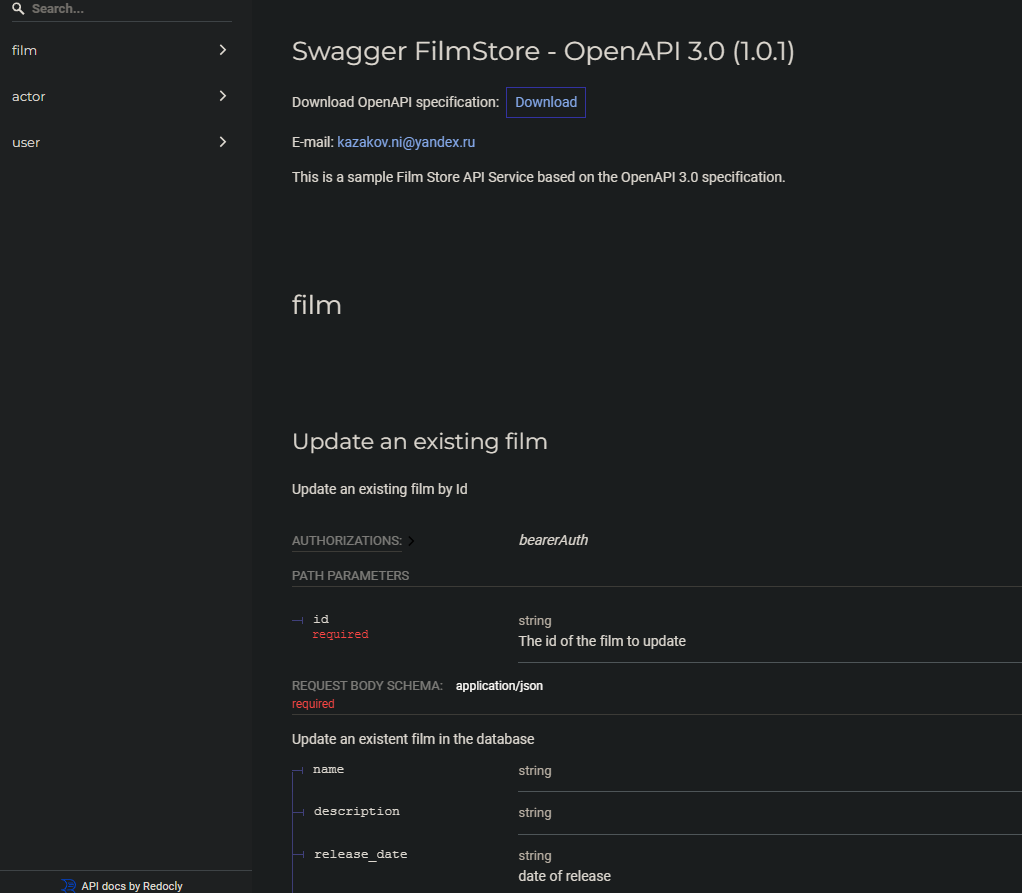 Search...
film
actor
user
API docs by Redocly
Swagger FilmStore - OpenAPI 3.0 (1.0.1)
Download OpenAPI specification: Download
E-mail: kazakov.ni@yandex.ru
This is a sample Film Store API Service based on the OpenAPI 3.0 specification.
film
Update an existing film
Update an existing film by Id
AUTHORIZATIONS: bearerAuth
PATH PARAMETERS
id string
required The id of the film to update
REQUEST BODY SCHEMA: application/json
required
Update an existent film in the database
name string
description string
release_date string
date of release